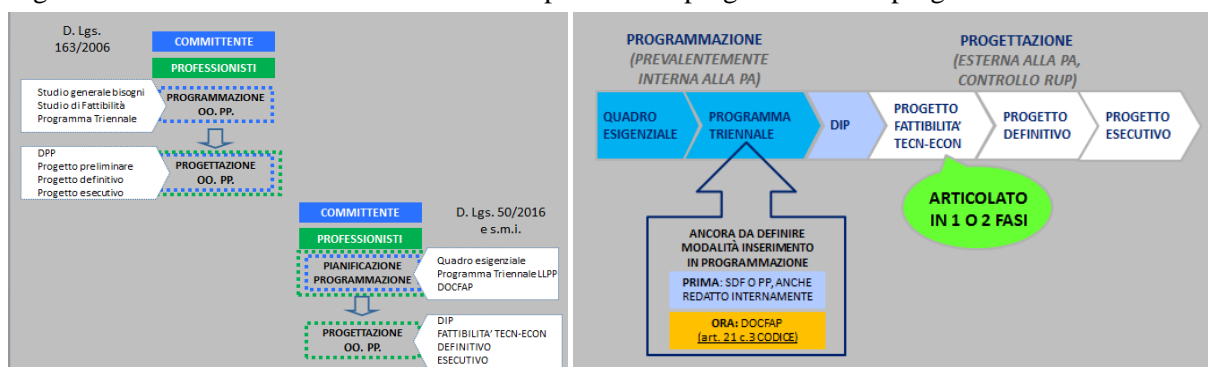 D. Lgs.
163/2006
COMMITTENTE
PROFESSIONISTI
Studio generale bisogni
Studio di Fattibilità
Programma Triennale
PROGRAMMAZIONE
OO. PP.
DPP
Progetto preliminare
Progetto definitivo
Progetto esecutivo
PROGETTAZIONE
OO. PP.
COMMITTENTE
PROFESSIONISTI
D. Lgs. 50/2016
e s.m.i.
PIANIFICAZIONE
PROGRAMMAZIONE
Quadro esigenziale
Programma Triennale LLPP
DOCFAP
PROGETTAZIONE
OO. PP.
DIP
FATTIBILITA' TECN-ECON
DEFINITIVO
ESECUTIVO
PROGRAMMAZIONE
(PREVALENTEMENTE
INTERNA ALLA PA)
PROGETTAZIONE
(ESTERNA ALLA PA,
CONTROLLO RUP)
QUADRO
ESIGENZIALE
PROGRAMMA
TRIENNALE
DIP
PROGETTO
FATTIBILITA'
TECN-ECON
PROGETTO
DEFINITIVO
PROGETTO
ESECUTIVO
ARTICOLATO
IN 1 O 2 FASI
ANCORA DA DEFINIRE
MODALITÀ INSERIMENTO
IN PROGRAMMAZIONE
PRIMA: SDF O PP, ANCHE
REDATTO INTERNAMENTE
ORA: DOCFAP
(art. 21 c.3 CODICE)